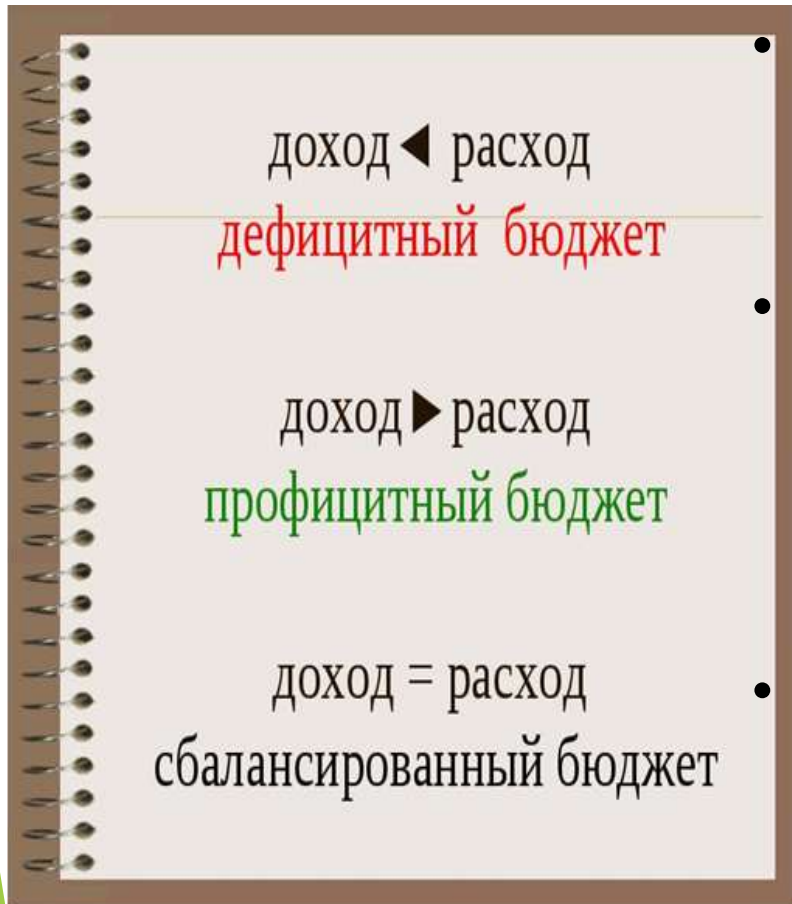 доход ◀ расход
дефицитный бюджет
доход ▶ расход
профицитный бюджет
доход = расход
сбалансированный бюджет